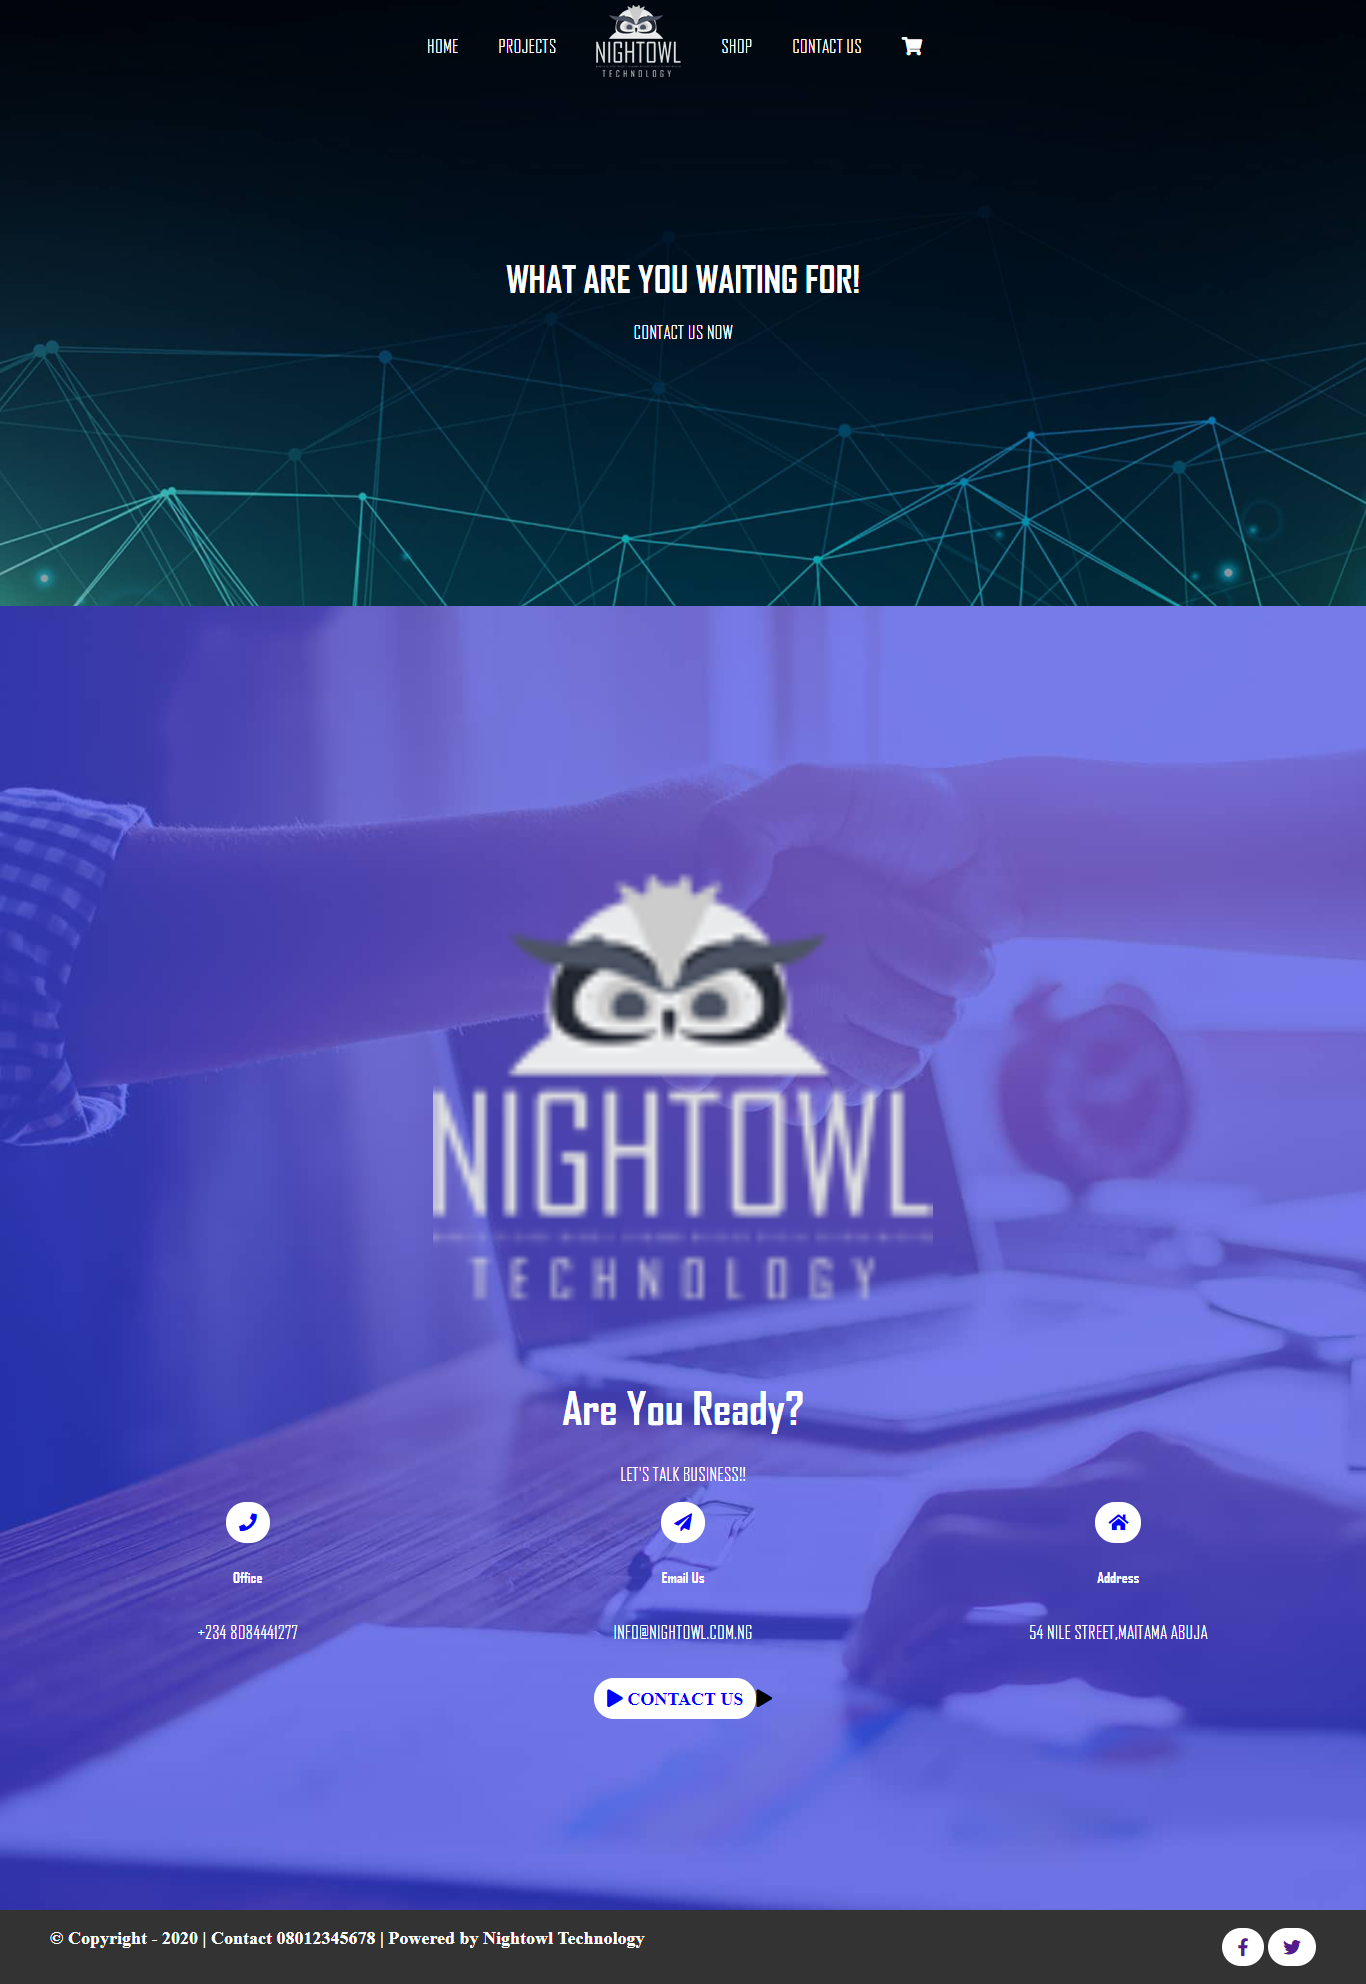 HOME PROJECTS NIGHTOWL TECHNOLOGY SHOP CONTACT US
WHAT ARE YOU WAITING FOR!
CONTACT US NOW
NIGHTOWL
TECHNOLOGY
Are You Ready?
LET'S TALK BUSINESS!!
Office Email Us Address
+234 8084441277 INFO@NIGHTOWL.COM.NG 54 NILE STREET,MAITAMA ABUJA
CONTACT US
© Copyright - 2020 | Contact 08012345678 | Powered by Nightowl Technology